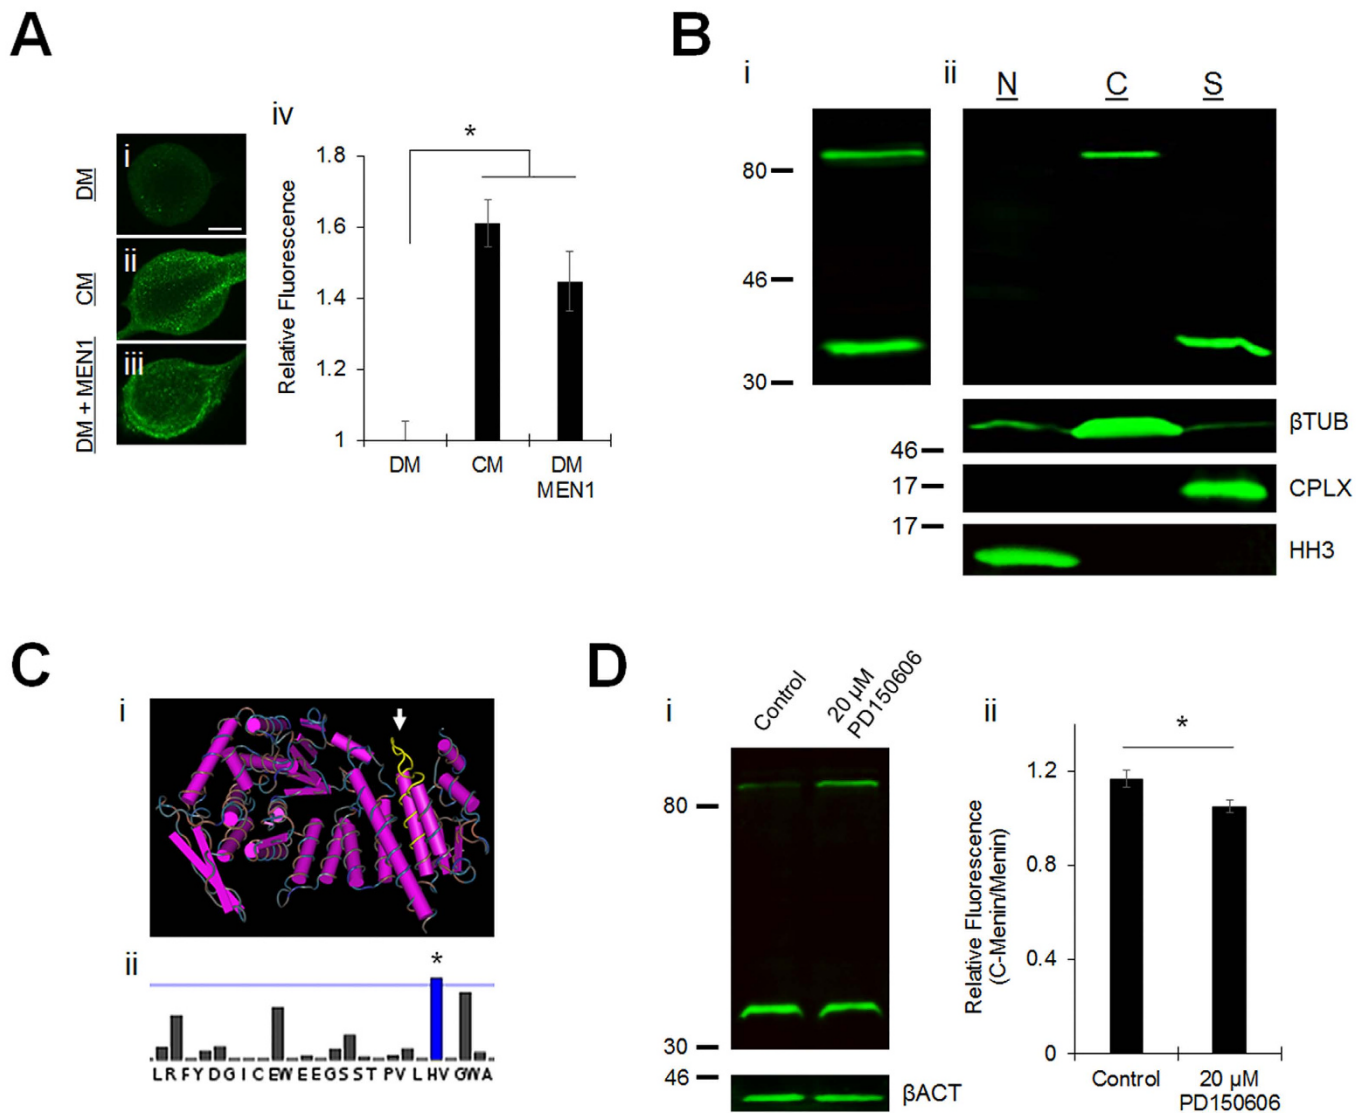 A
i
DM
ii
CM
iii
DM + MEN1
iv
*
Relative Fluorescence
1.8
1.6
1.4
1.2
1
DM
CM
DM
MEN1
B
i
80
46
30
ii
N C S
βTUB
46
CPLX
17
HH3
17
C
i
ii
*
LRFYDGICEWEEGSSTPVLHVGWA
D
i
Control
20 µM
PD150606
80
30
46
βACT
ii
*
Relative Fluorescence
(C-Menin/Menin)
1.2
0.8
0.4
0
Control
20 µM
PD150606